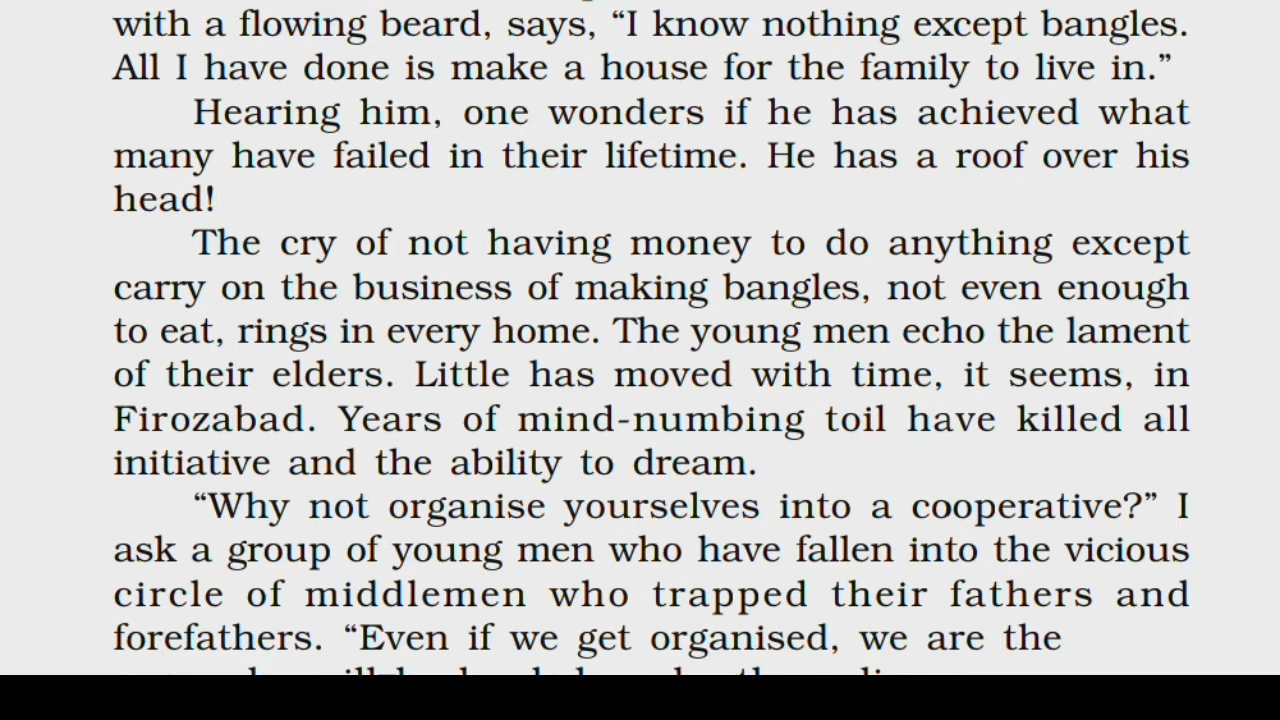 with a flowing beard, says, “I know nothing except bangles.
All I have done is make a house for the family to live in.”
Hearing him, one wonders if he has achieved what
many have failed in their lifetime. He has a roof over his
head!
The cry of not having money to do anything except
carry on the business of making bangles, not even enough
to eat, rings in every home. The young men echo the lament
of their elders. Little has moved with time, it seems, in
Firozabad. Years of mind-numbing toil have killed all
initiative and the ability to dream.
“Why not organise yourselves into a cooperative?” I
ask a group of young men who have fallen into the vicious
circle of middlemen who trapped their fathers and
forefathers. “Even if we get organised, we are the